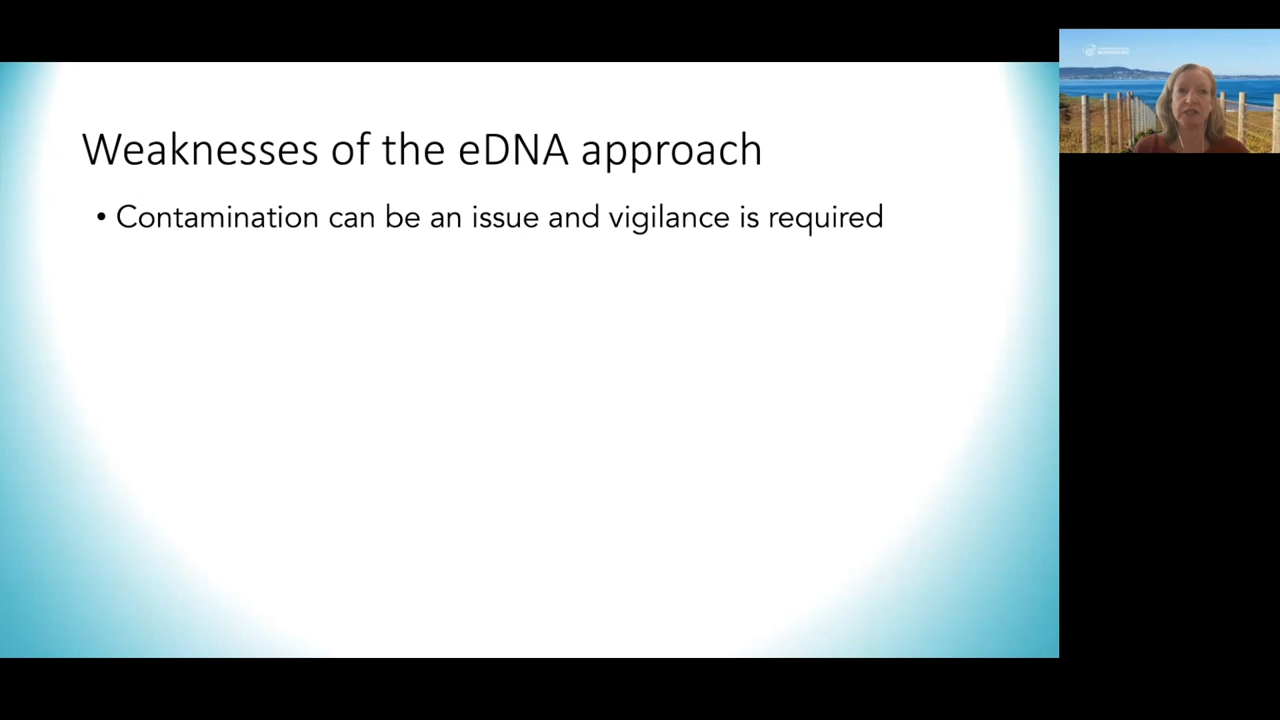 Weaknesses of the eDNA approach
• Contamination can be an issue and vigilance is required